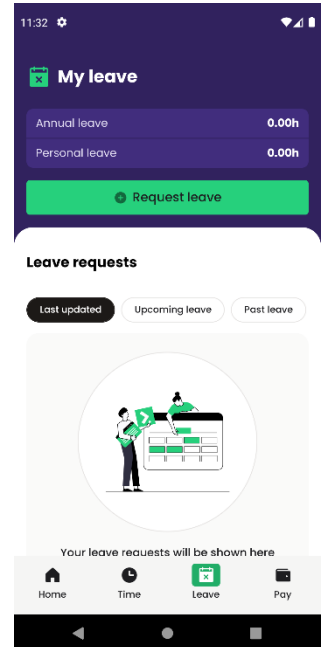 11:32
My leave
Annual leave 0.00h
Personal leave 0.00h
Request leave
Leave requests
Last updated Upcoming leave Past leave
Your leave requests will be shown here
Home Time Leave Pay